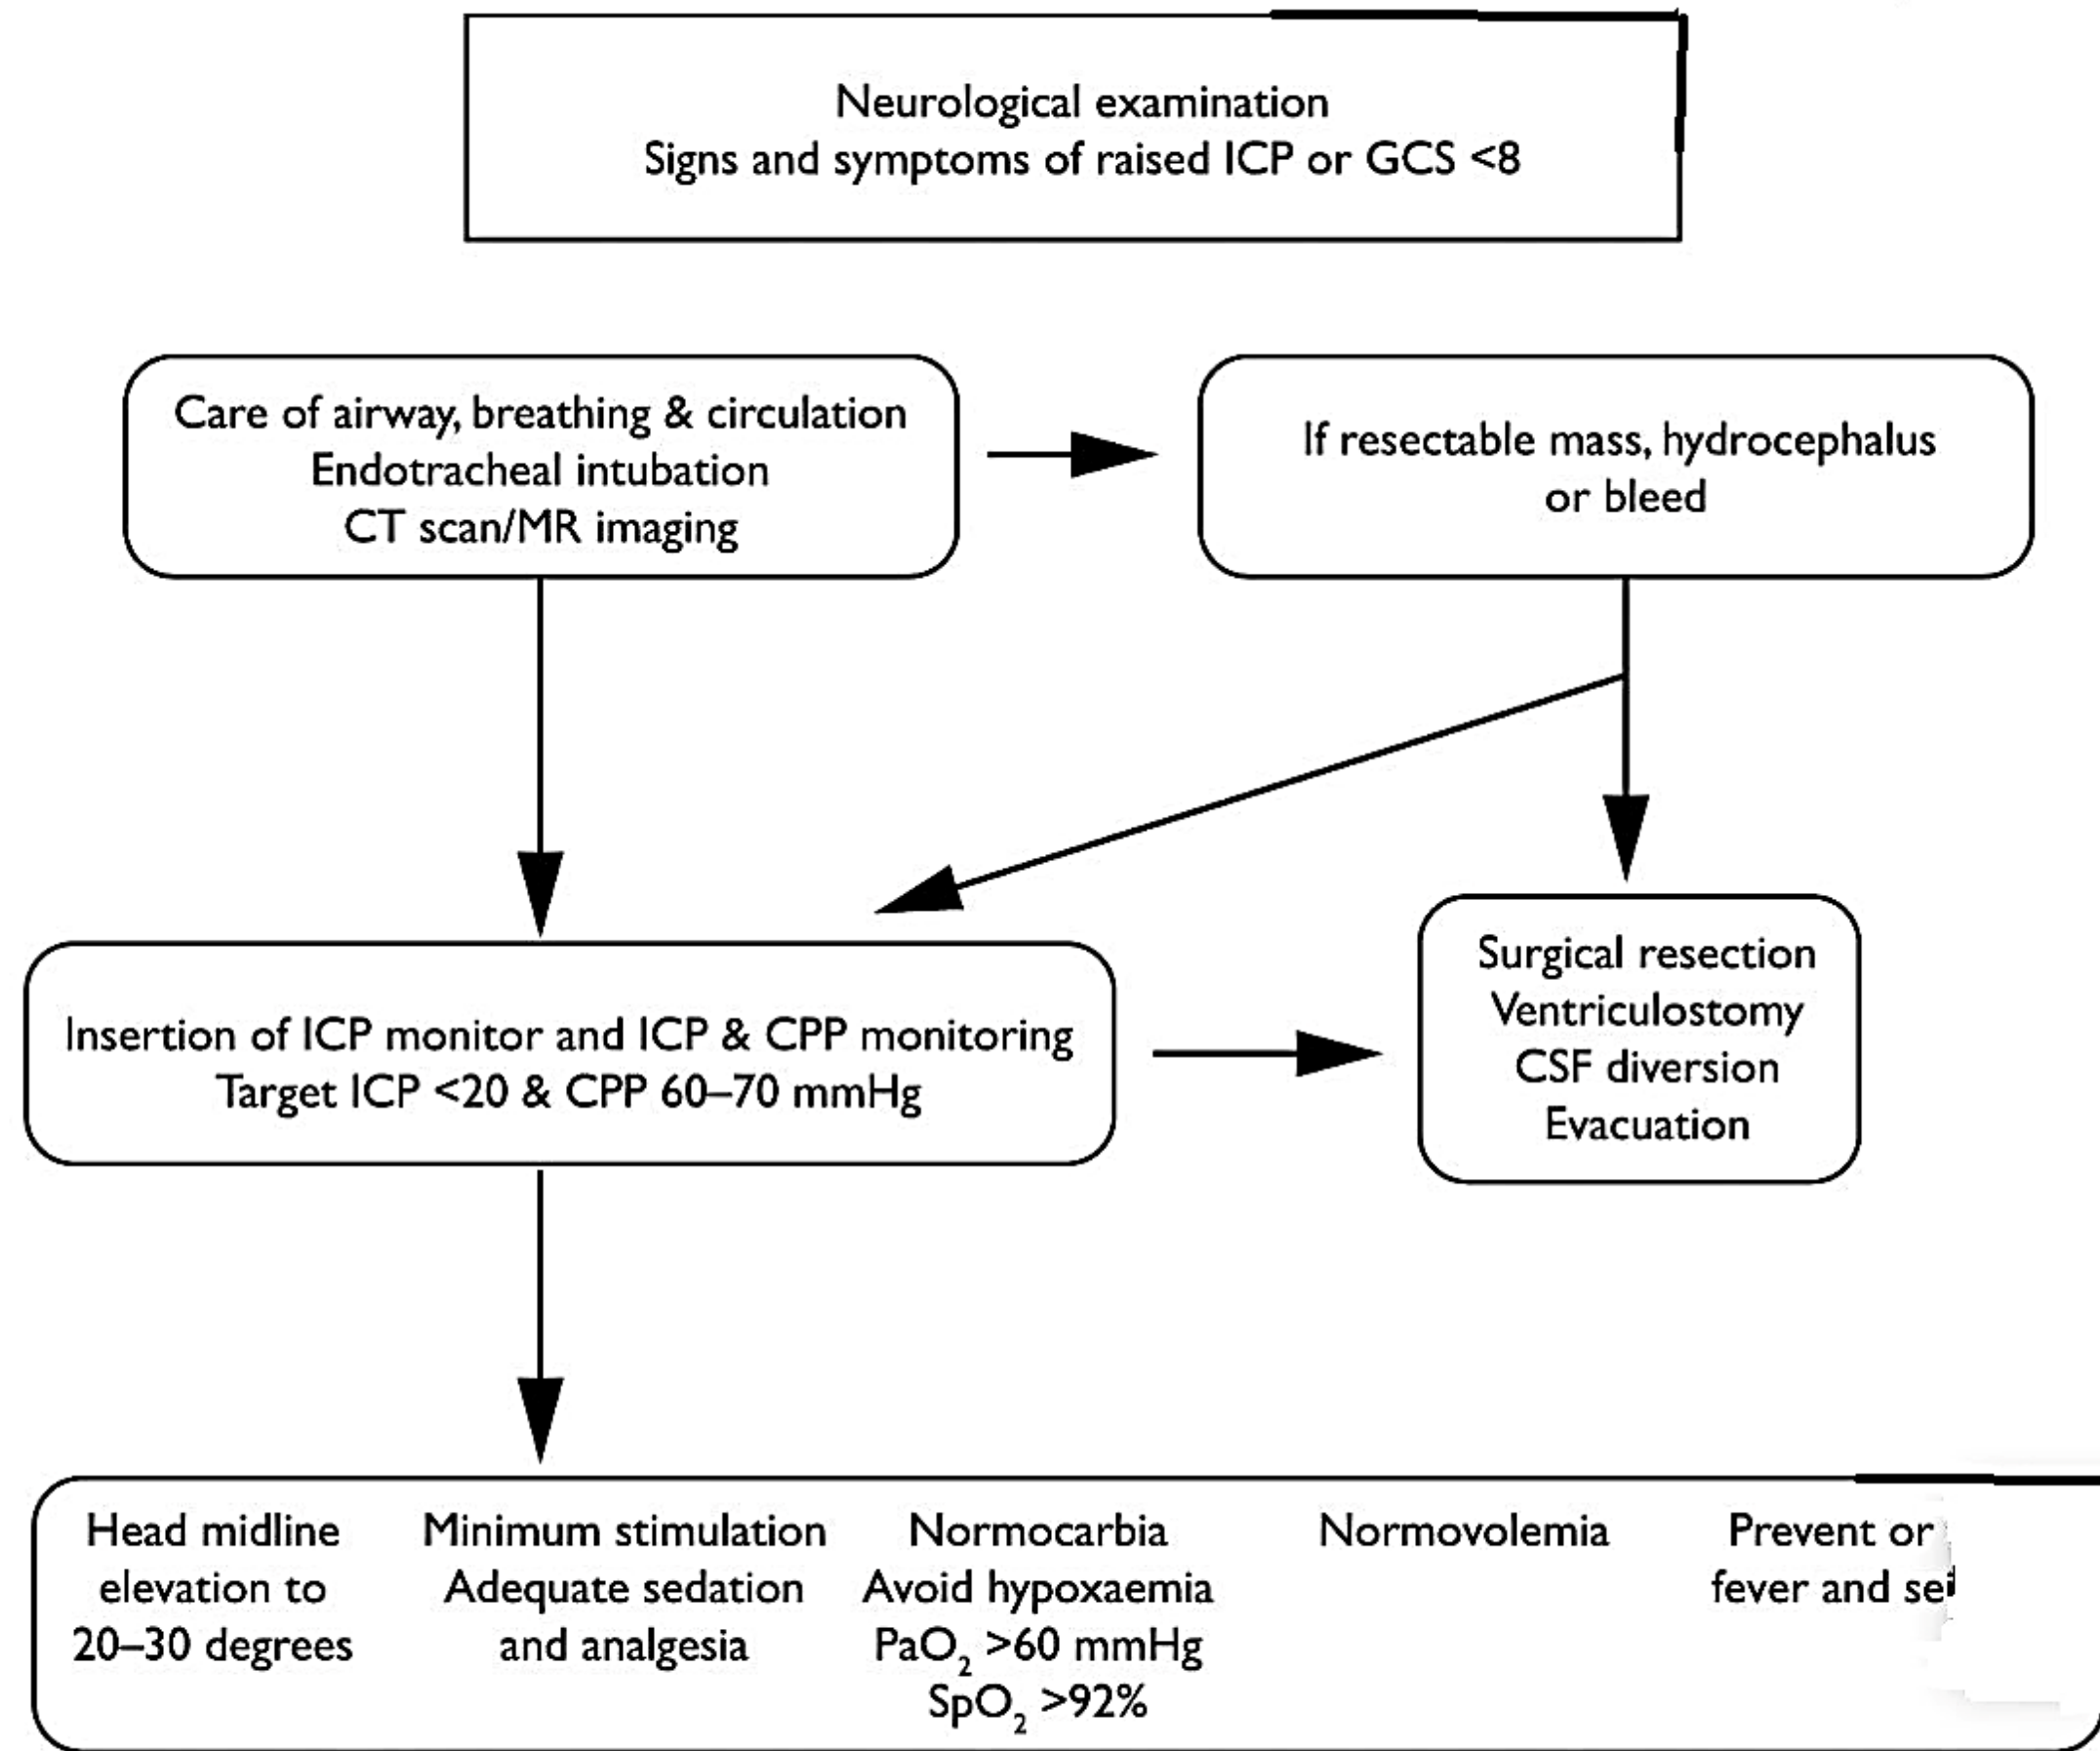 Neurological examination
Signs and symptoms of raised ICP or GCS <8
Care of airway, breathing & circulation
Endotracheal intubation
CT scan/MR imaging
If resectable mass, hydrocephalus
or bleed
Insertion of ICP monitor and ICP & CPP monitoring
Target ICP <20 & CPP 60–70 mmHg
Surgical resection
Ventriculostomy
CSF diversion
Evacuation
Head midline
elevation to
20–30 degrees
Minimum stimulation
Adequate sedation
and analgesia
Normocarbia
Avoid hypoxaemia
PaO₂ >60 mmHg
SpO₂ >92%
Normovolemia
Prevent or
fever and